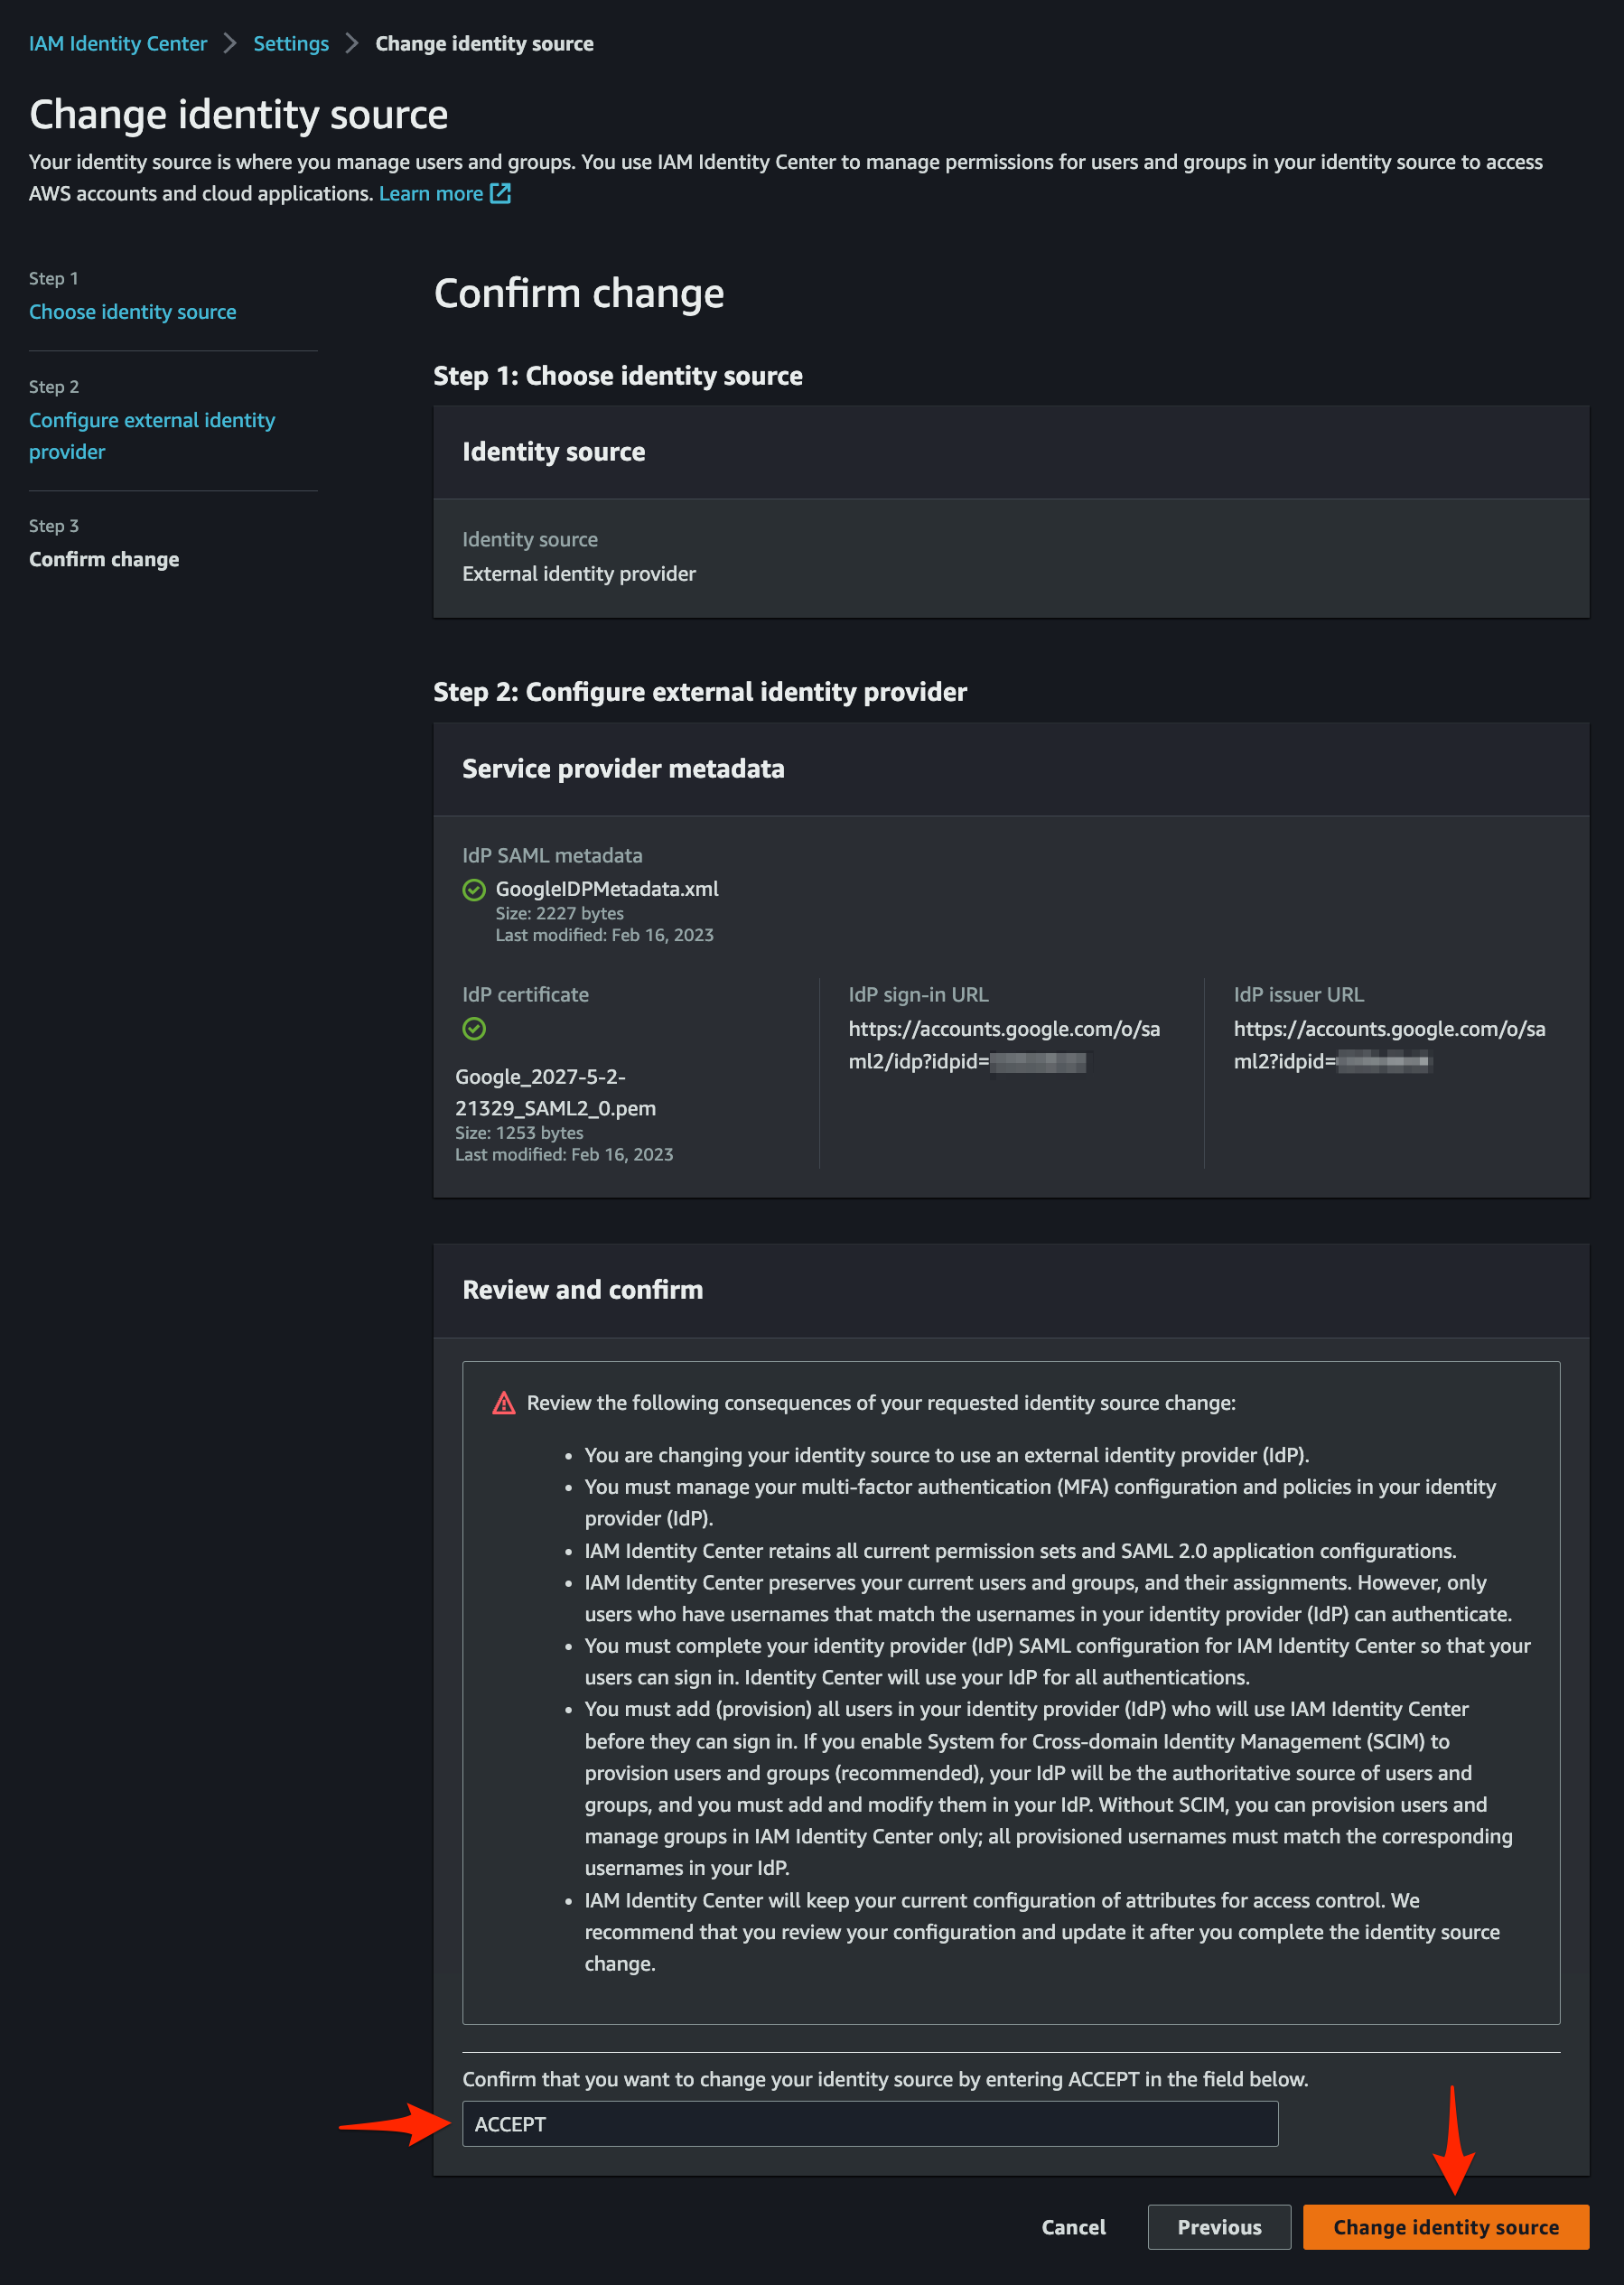 IAM Identity Center > Settings > Change identity source
Change identity source
Your identity source is where you manage users and groups. You use IAM Identity Center to manage permissions for users and groups in your identity source to access
AWS accounts and cloud applications. Learn more
Step 1
Choose identity source
Step 2
Configure external identity
provider
Step 3
Confirm change
Confirm change
Step 1: Choose identity source
Identity source
Identity source
External identity provider
Step 2: Configure external identity provider
Service provider metadata
IdP SAML metadata
GoogleIDPMetadata.xml
Size: 2227 bytes
Last modified: Feb 16, 2023
IdP certificate
Google_2027-5-2-
21329_SAML2_0.pem
Size: 1253 bytes
Last modified: Feb 16, 2023
IdP sign-in URL
https://accounts.google.com/o/sa
ml2/idp?idpid=
IdP issuer URL
https://accounts.google.com/o/sa
ml2?idpid=
Review and confirm
Review the following consequences of your requested identity source change:
• You are changing your identity source to use an external identity provider (IdP).
• You must manage your multi-factor authentication (MFA) configuration and policies in your identity
provider (IdP).
• IAM Identity Center retains all current permission sets and SAML 2.0 application configurations.
• IAM Identity Center preserves your current users and groups, and their assignments. However, only
users who have usernames that match the usernames in your identity provider (IdP) can authenticate.
• You must complete your identity provider (IdP) SAML configuration for IAM Identity Center so that your
users can sign in. Identity Center will use your IdP for all authentications.
• You must add (provision) all users in your identity provider (IdP) who will use IAM Identity Center
before they can sign in. If you enable System for Cross-domain Identity Management (SCIM) to
provision users and groups (recommended), your IdP will be the authoritative source of users and
groups, and you must add and modify them in your IdP. Without SCIM, you can provision users and
manage groups in IAM Identity Center only; all provisioned usernames must match the corresponding
usernames in your IdP.
• IAM Identity Center will keep your current configuration of attributes for access control. We
recommend that you review your configuration and update it after you complete the identity source
change.
Confirm that you want to change your identity source by entering ACCEPT in the field below.
ACCEPT
Cancel
Previous
Change identity source